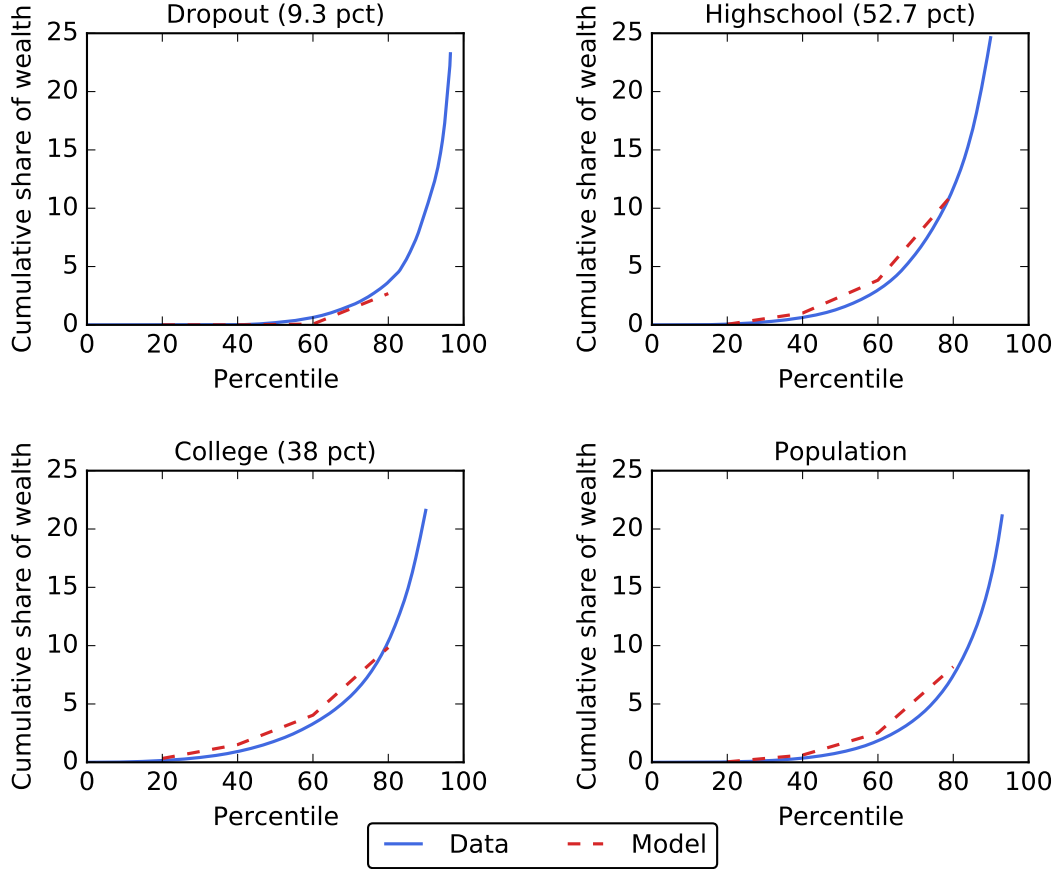 Dropout (9.3 pct)
Cumulative share of wealth
25
20
15
10
5
0
0 20 40 60 80 100
Percentile
Highschool (52.7 pct)
Cumulative share of wealth
25
20
15
10
5
0
0 20 40 60 80 100
Percentile
College (38 pct)
Cumulative share of wealth
25
20
15
10
5
0
0 20 40 60 80 100
Percentile
Population
Cumulative share of wealth
25
20
15
10
5
0
0 20 40 60 80 100
Percentile
Data Model